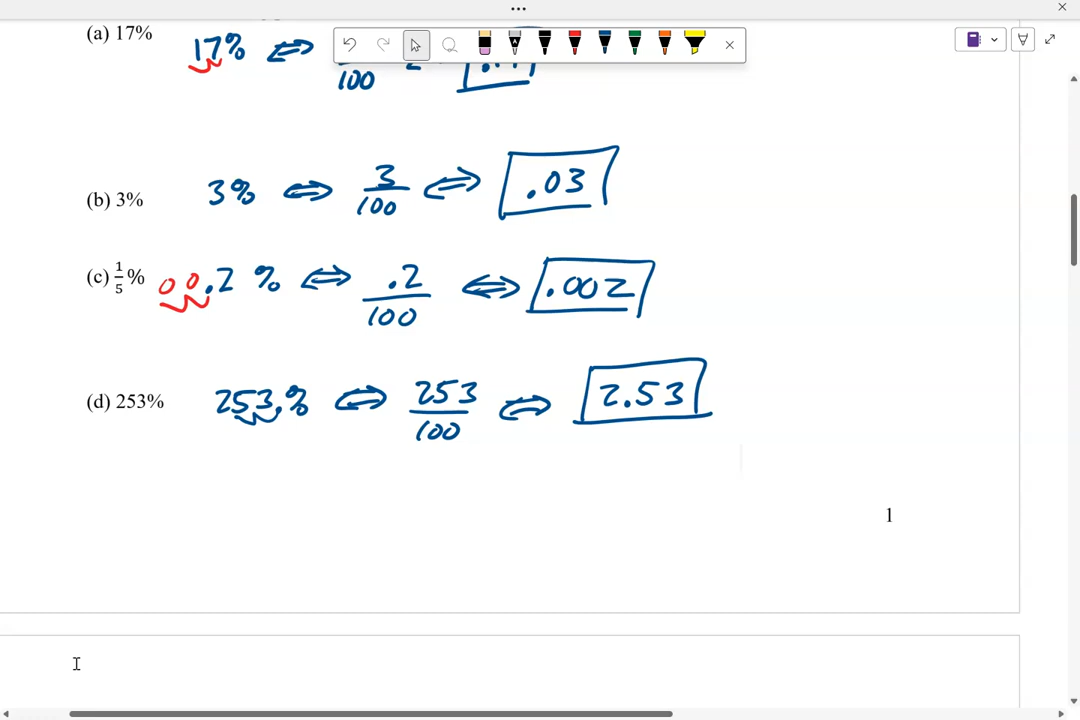 (a) 17% 17% ⇔ 100
(b) 3% 3% ⇔ 3/100 ⇔ .03
(c) 1/5% 00.2 % ⇔ .2/100 ⇔ .002
(d) 253% 253.% ⇔ 253/100 ⇔ 2.53
1